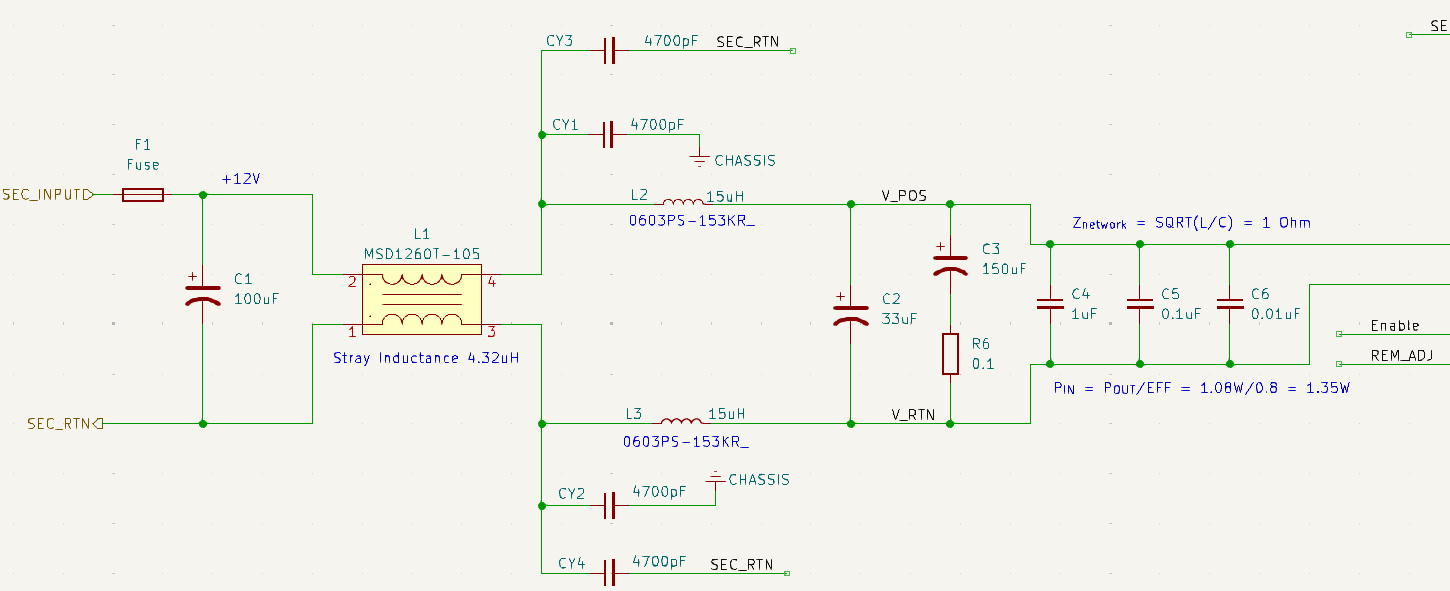 CY3
4700pF
SEC_RTN
SE
CY1
4700pF
CHASSIS
F1
Fuse
SEC_INPUT
+12V
L2
15uH
0603PS-153KR_
V_POS
Znetwork = SQRT(L/C) = 1 Ohm
L1
MSD1260T-105
2
4
1
3
Stray Inductance 4.32uH
+
C1
100uF
+
C2
33uF
+
C3
150uF
R6
0.1
C4
1uF
C5
0.1uF
C6
0.01uF
Enable
REM_ADJ
PIN = POUT/EFF = 1.08W/0.8 = 1.35W
SEC_RTN
L3
15uH
0603PS-153KR_
V_RTN
CY2
4700pF
CHASSIS
CY4
4700pF
SEC_RTN